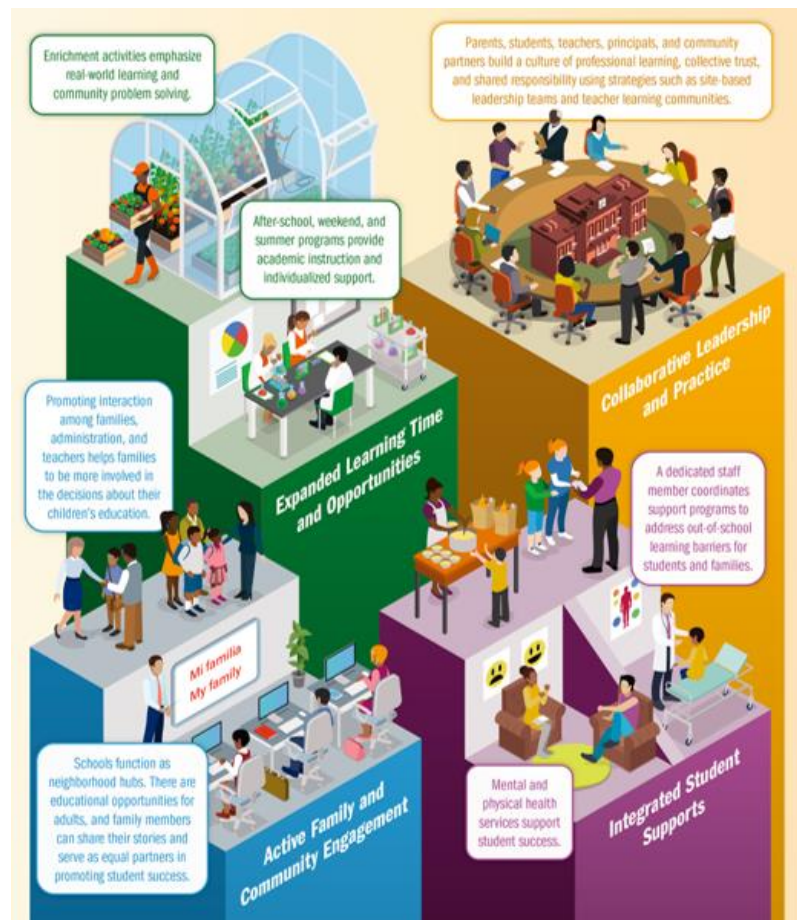 Enrichment activities emphasize
real-world learning and
community problem solving.
Parents, students, teachers, principals, and community
partners build a culture of professional learning, collective trust,
and shared responsibility using strategies such as site-based
leadership teams and teacher learning communities.
After-school, weekend, and
summer programs provide
academic instruction and
individualized support.
Collaborative Leadership
and Practice
Expanded Learning Time
and Opportunities
Promoting interaction
among families,
administration, and
teachers helps families
to be more involved in
the decisions about their
children's education.
A dedicated staff
member coordinates
support programs to
address out-of-school
learning barriers for
students and families.
Mi familia
My family
Schools function as
neighborhood hubs. There are
educational opportunities for
adults, and family members
can share their stories and
serve as equal partners in
promoting student success.
Active Family and
Community Engagement
Mental and
physical health
services support
student success.
Integrated Student
Supports